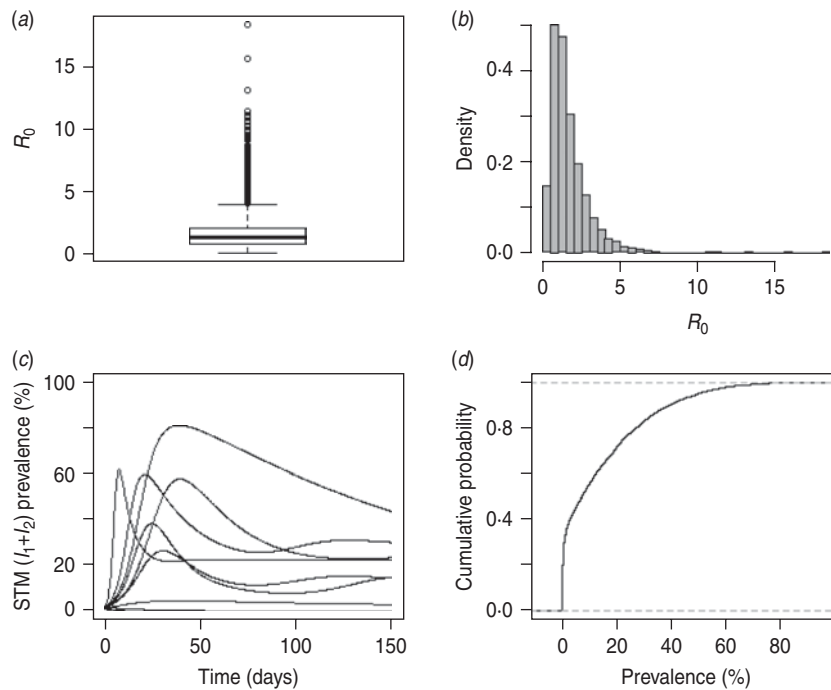 (a)
15
10
5
0
R0
(b)
0·4
0·2
0·0
Density
0
5
10
15
R0
(c)
100
60
20
0
STM (I1+I2) prevalence (%)
0
50
100
150
Time (days)
(d)
0·8
0·4
0·0
Cumulative probability
0
20
40
60
80
Prevalence (%)